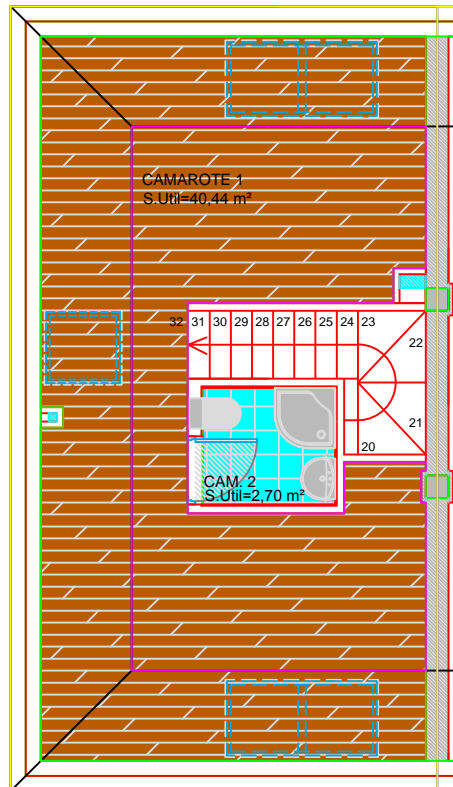 CAMAROTE 1
S.Util=40,44 m²
32 31 30 29 28 27 26 25 24 23
22
21
20
CAM. 2
S.Util=2,70 m²